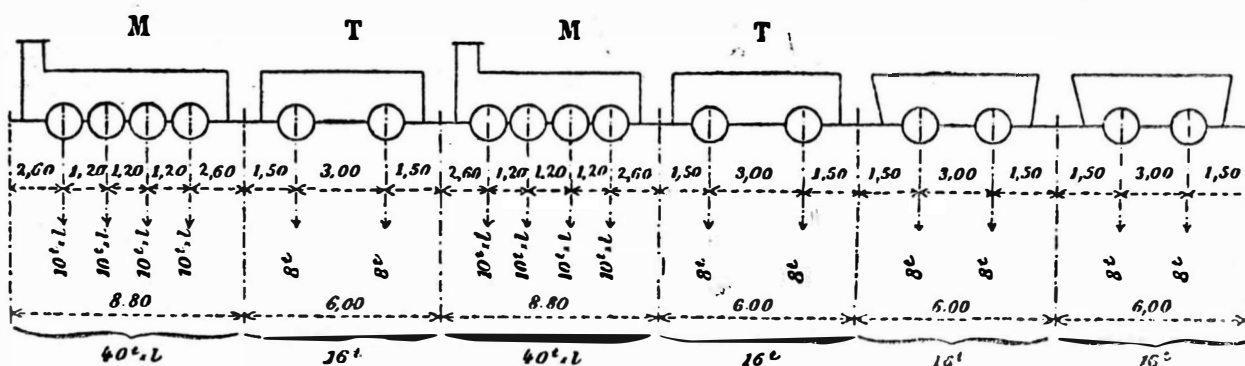 M T M T
2,60 1,20 1,20 1,20 2,60 1,50 3,00 1,50 2,60 1,20 1,20 1,20 2,60 1,50 3,00 1,50 1,50 3,00 1,50 1,50 3,00 1,50
10ᵗ·l 10ᵗ·l 10ᵗ·l 10ᵗ·l 8ᵗ 8ᵗ 10ᵗ·l 10ᵗ·l 10ᵗ·l 10ᵗ·l 8ᵗ 8ᵗ 8ᵗ 8ᵗ 8ᵗ 8ᵗ
8.80 6,00 8.80 6.00 6.00 6,00
40ᵗ·l 16ᵗ 40ᵗ·l 16ᵗ 16ᵗ 16ᵗ